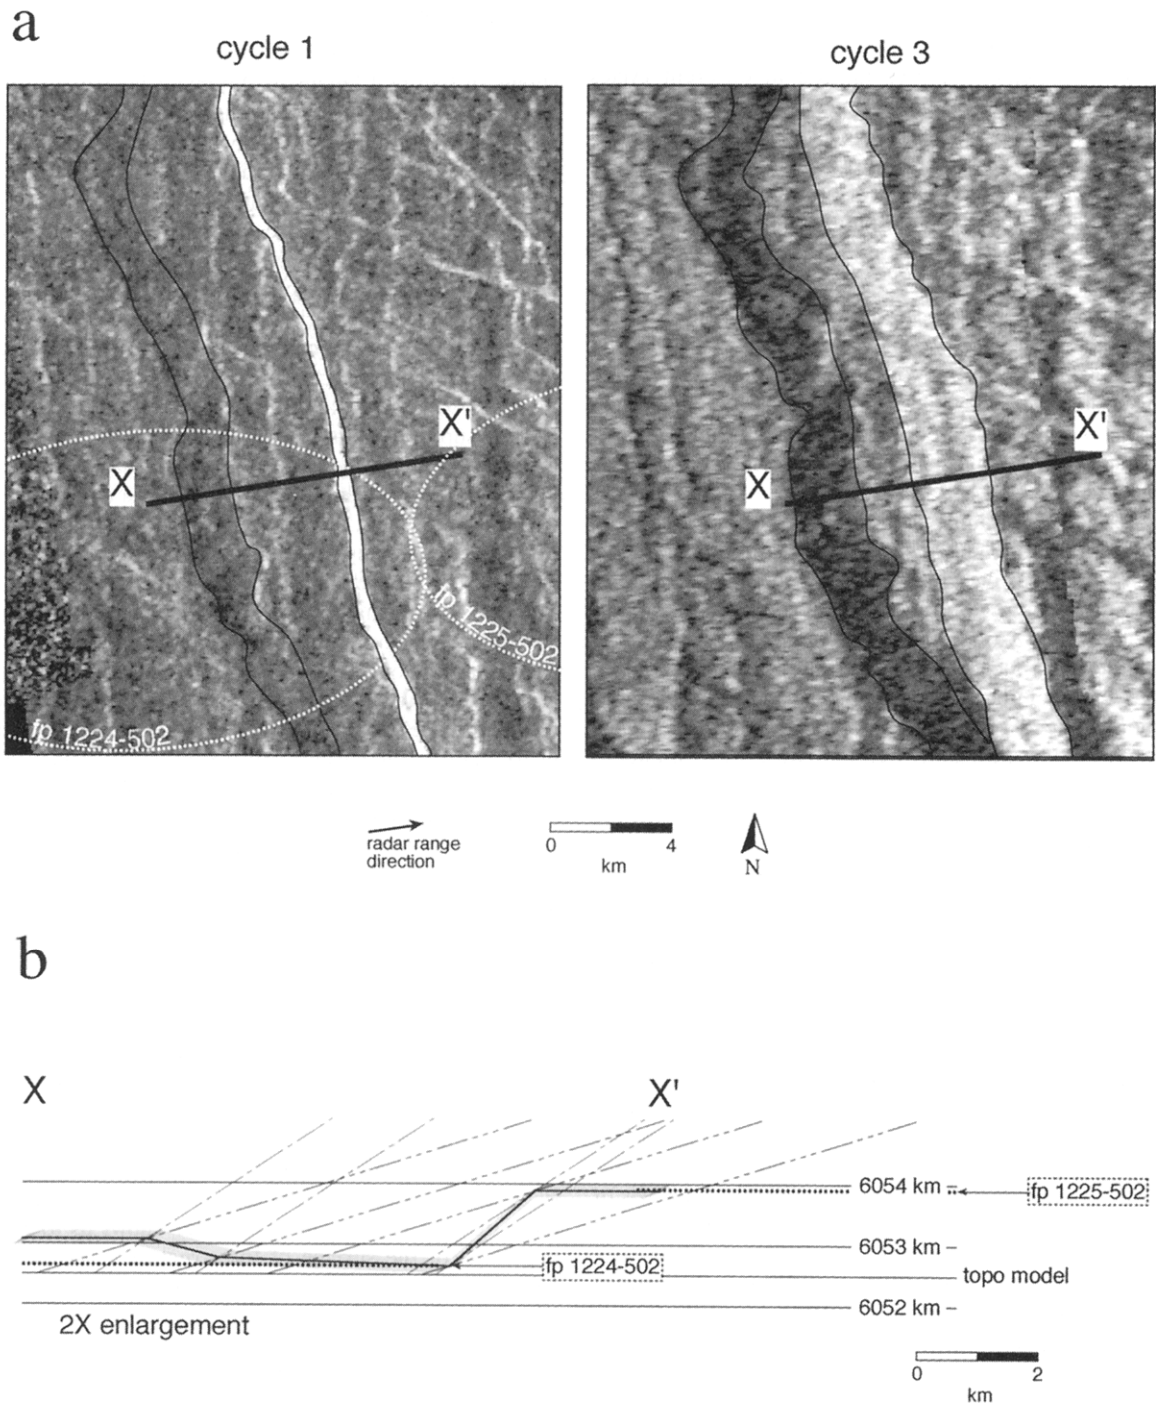 a
cycle 1
cycle 3
X'
X
X'
X
fp 1225-502
fp 1224-502
radar range
direction
0
4
km
N
b
X
X'
6054 km
fp 1225-502
6053 km
fp 1224-502
topo model
6052 km
2X enlargement
0
2
km